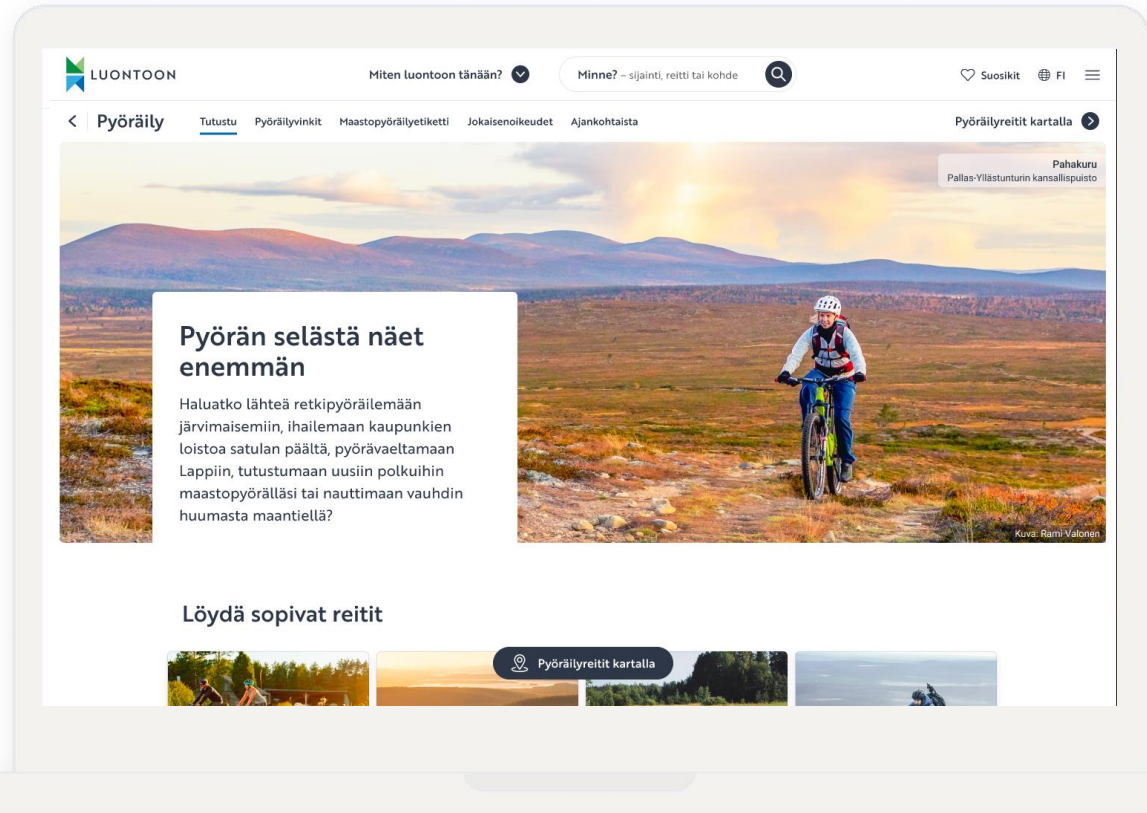 LUONTOON
Miten luontoon tänään?
Minne? – sijainti, reitti tai kohde
Suosikit
FI
Pyöräily
Tutustu
Pyöräilyvinkit
Maastopyöräilyetiketti
Jokaisenoikeudet
Ajankohtaista
Pyöräilyreitit kartalla
Pahakuru
Pallas-Yllästunturin kansallispuisto
Pyörän selästä näet
enemmän
Haluatko lähteä retkipyöräilemään
järvimaisemiin, ihailemaan kaupunkien
loistoa satulan päältä, pyörävaeltamaan
Lappiin, tutustumaan uusiin polkuihin
maastopyörälläsi tai nauttimaan vauhdin
huumasta maantiellä?
Kuva: Rami Valonen
Löydä sopivat reitit
Pyöräilyreitit kartalla